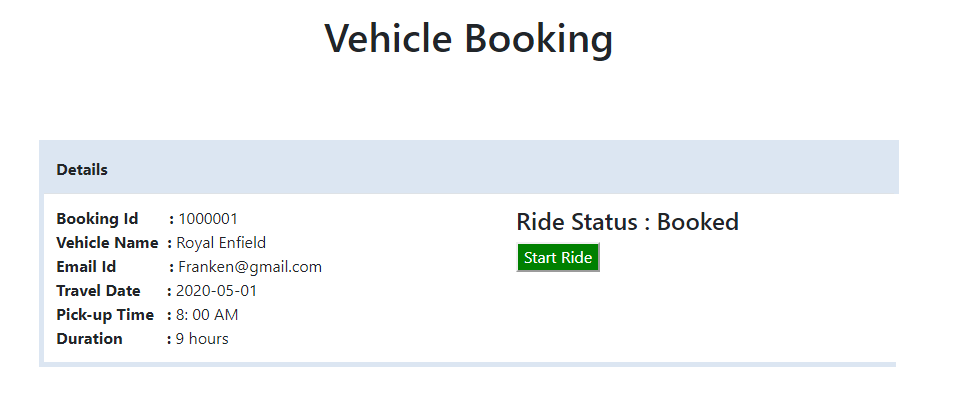 Vehicle Booking
Details
Booking Id : 1000001
Vehicle Name : Royal Enfield
Email Id : Franken@gmail.com
Travel Date : 2020-05-01
Pick-up Time : 8: 00 AM
Duration : 9 hours
Ride Status : Booked
Start Ride